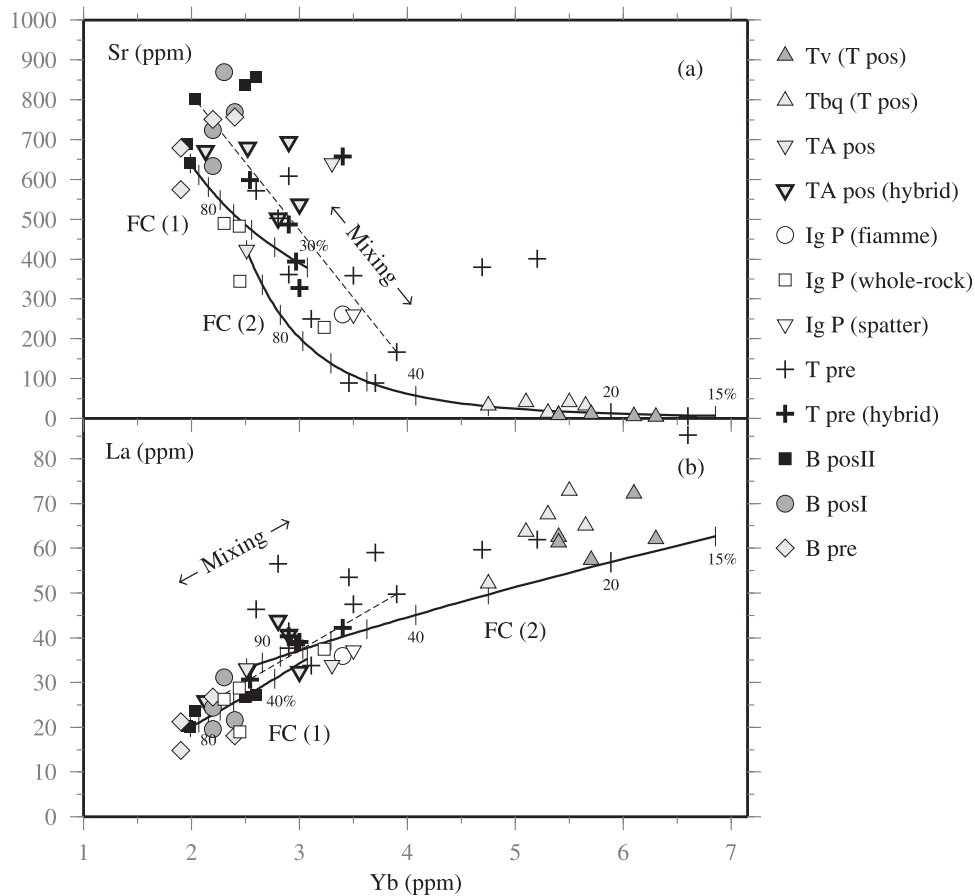 1000
900
800
700
600
500
400
300
200
100
0
Sr (ppm)
(a)
80
FC (1)
30%
Mixing
FC (2)
80
40
20
15%
80
70
60
50
40
30
20
10
0
La (ppm)
(b)
Mixing
90
40
20
15%
FC (2)
40%
80
FC (1)
1 2 3 4 5 6 7
Yb (ppm)
Tv (T pos)
Tbq (T pos)
TA pos
TA pos (hybrid)
Ig P (fiamme)
Ig P (whole-rock)
Ig P (spatter)
T pre
T pre (hybrid)
B posII
B posI
B pre